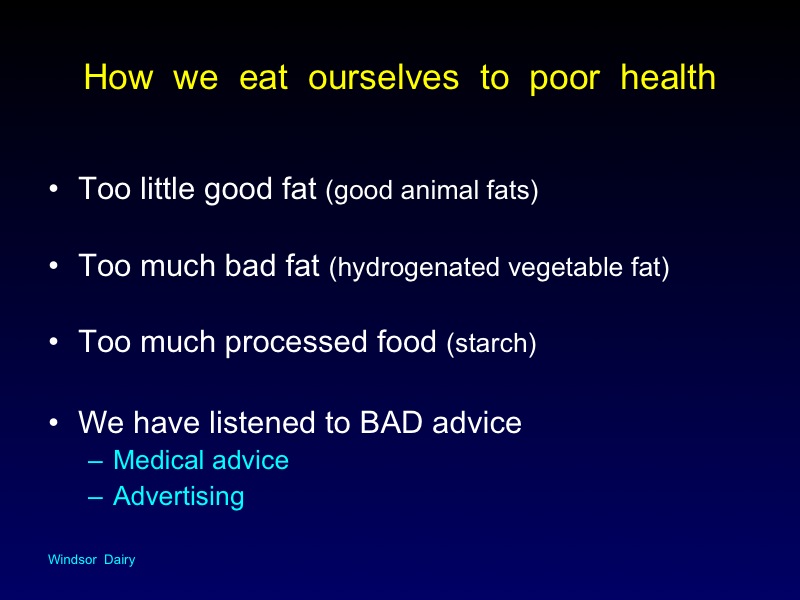 How we eat ourselves to poor health
• Too little good fat (good animal fats)
• Too much bad fat (hydrogenated vegetable fat)
• Too much processed food (starch)
• We have listened to BAD advice
– Medical advice
– Advertising
Windsor Dairy